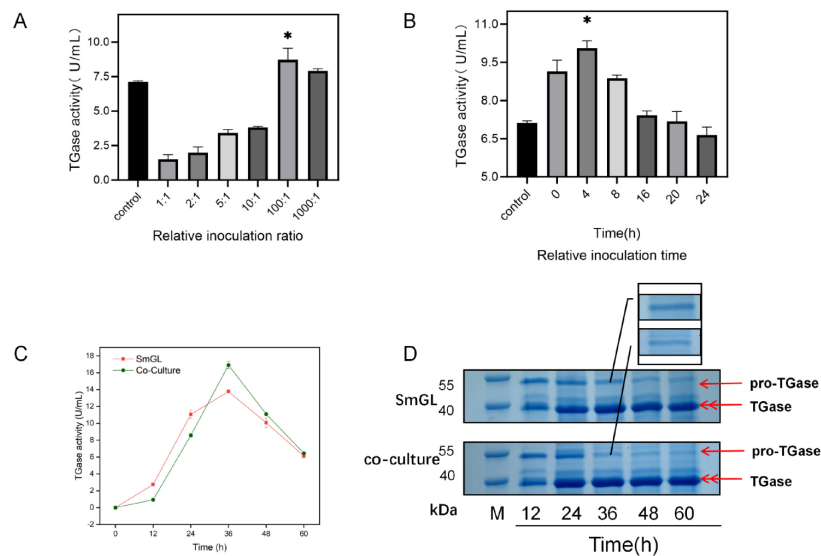 A
TGase activity( U/mL)
10.0
7.5
5.0
2.5
0.0
*
control
1:1
2:1
5:1
10:1
100:1
1000:1
Relative inoculation ratio
B
TGase activity( U/mL)
11.0
9.0
7.0
6.5
5.0
*
control
0
4
8
16
20
24
Time(h)
Relative inoculation time
C
TGase activity (U/mL)
18
16
14
12
10
8
6
4
2
0
-2
SmGL
Co-Culture
0
12
24
36
48
60
Time (h)
D
SmGL
55
40
pro-TGase
TGase
co-culture
55
40
pro-TGase
TGase
kDa
M 12 24 36 48 60
Time(h)